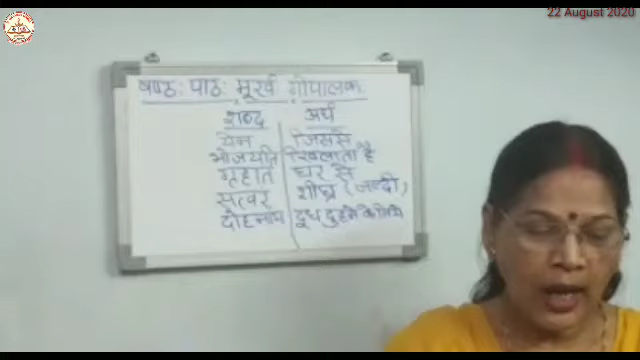 22 August 2020
षष्ठ: पाठ: मूर्ख गोपालक
शब्द अर्थ
येन जिससे
भोजयति खिलाता है
गृहात घर से
सत्वर शीघ्र (जल्दी)
दोहनाय दूध दुहने के लिये